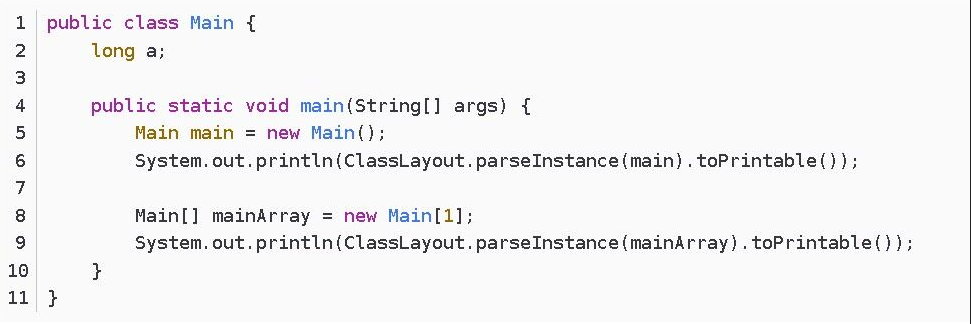 1 public class Main {
2     long a;
3
4     public static void main(String[] args) {
5         Main main = new Main();
6         System.out.println(ClassLayout.parseInstance(main).toPrintable());
7
8         Main[] mainArray = new Main[1];
9         System.out.println(ClassLayout.parseInstance(mainArray).toPrintable());
10     }
11 }